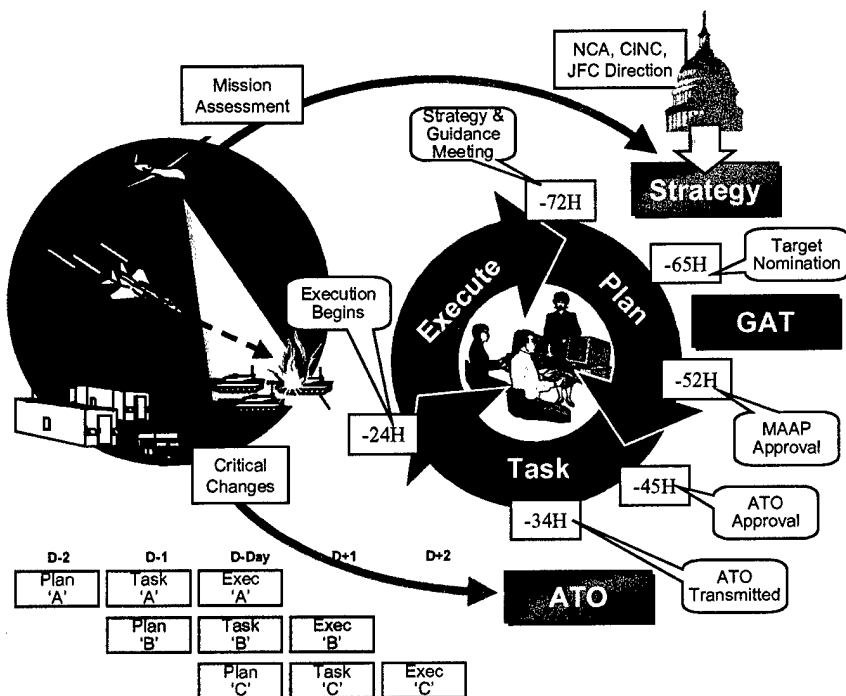 NCA, CINC,
JFC Direction
Mission
Assessment
Strategy &
Guidance
Meeting
Strategy
-72H
-65H
Target
Nomination
Execution
Begins
Execute
Plan
GAT
-52H
MAAP
Approval
-24H
Task
Critical
Changes
-45H
ATO
Approval
-34H
ATO
Transmitted
ATO
D-2 D-1 D-Day D+1 D+2
Plan Task Exec
'A' 'A' 'A'
Plan Task Exec
'B' 'B' 'B'
Plan Task Exec
'C' 'C' 'C'